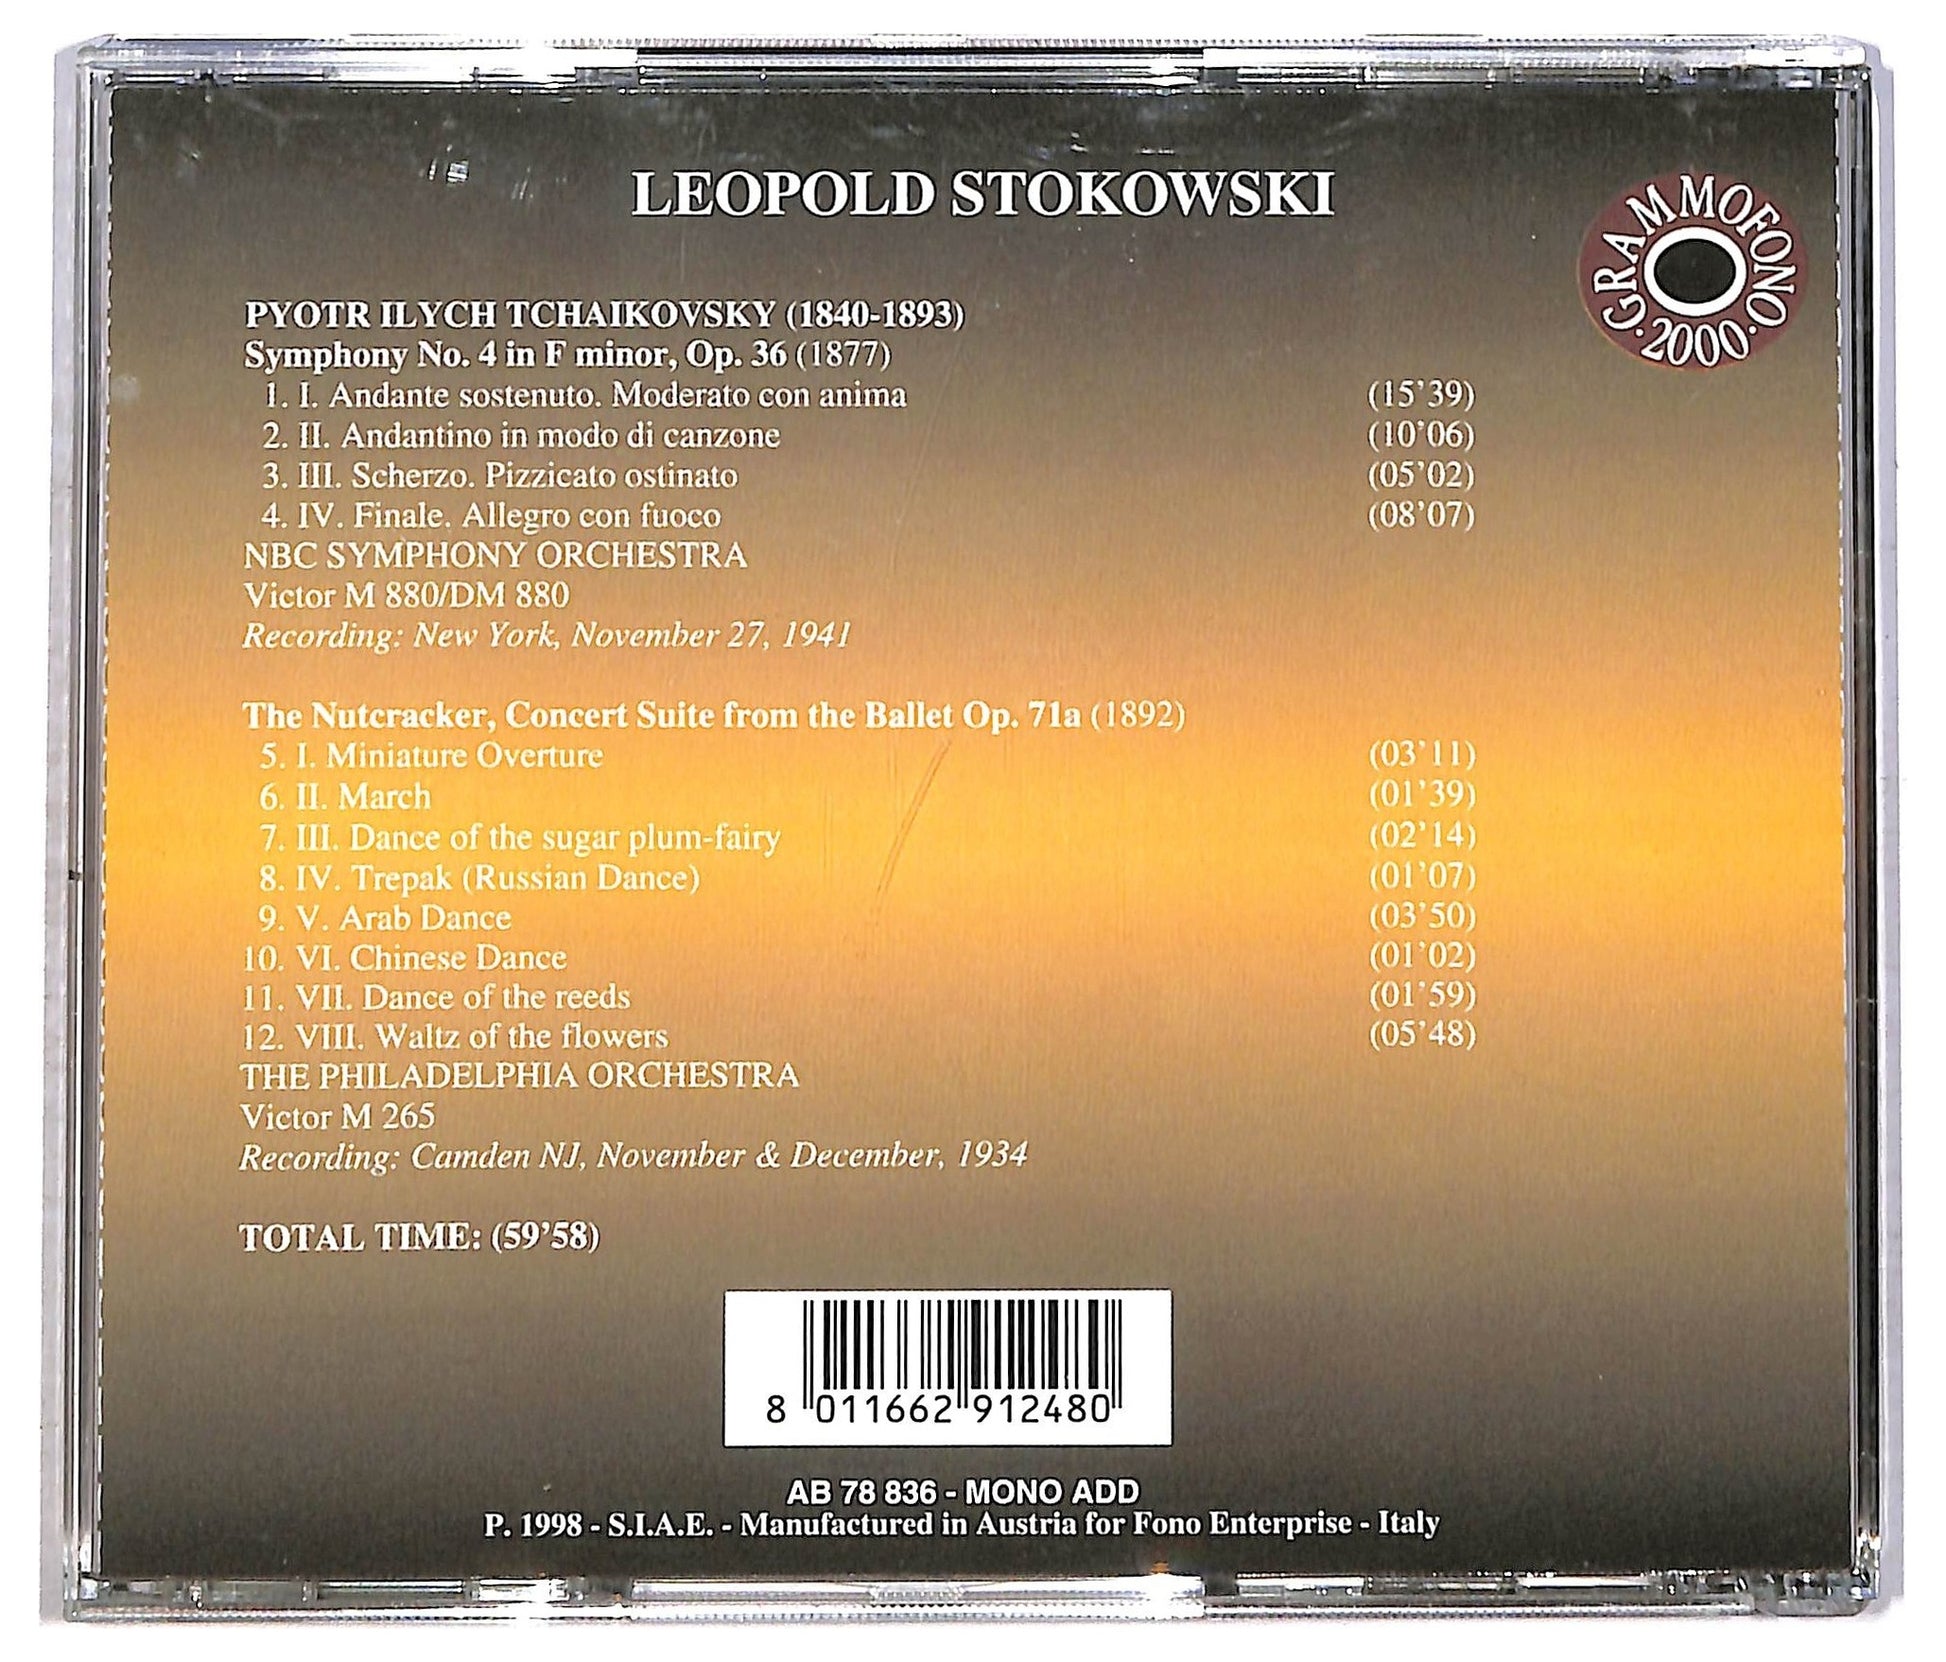 LEOPOLD STOKOWSKI
GRAMMOFONO · 2000 ·
PYOTR ILYCH TCHAIKOVSKY (1840-1893)
Symphony No. 4 in F minor, Op. 36 (1877)
1. I. Andante sostenuto. Moderato con anima (15'39)
2. II. Andantino in modo di canzone (10'06)
3. III. Scherzo. Pizzicato ostinato (05'02)
4. IV. Finale. Allegro con fuoco (08'07)
NBC SYMPHONY ORCHESTRA
Victor M 880/DM 880
Recording: New York, November 27, 1941
The Nutcracker, Concert Suite from the Ballet Op. 71a (1892)
5. I. Miniature Overture (03'11)
6. II. March (01'39)
7. III. Dance of the sugar plum-fairy (02'14)
8. IV. Trepak (Russian Dance) (01'07)
9. V. Arab Dance (03'50)
10. VI. Chinese Dance (01'02)
11. VII. Dance of the reeds (01'59)
12. VIII. Waltz of the flowers (05'48)
THE PHILADELPHIA ORCHESTRA
Victor M 265
Recording: Camden NJ, November & December, 1934
TOTAL TIME: (59'58)
8 011662 912480
AB 78 836 - MONO ADD
P. 1998 - S.I.A.E. - Manufactured in Austria for Fono Enterprise - Italy